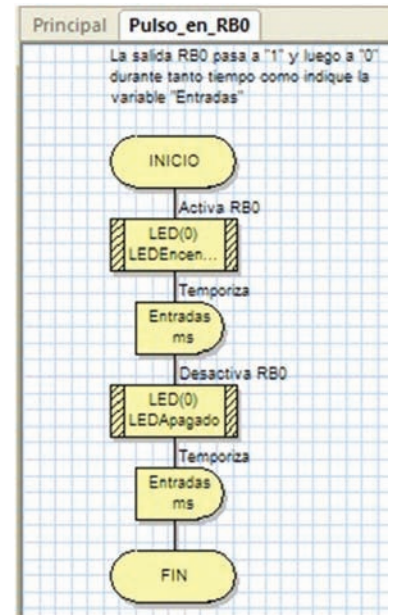 Principal Pulso_en_RB0
La salida RB0 pasa a "1" y luego a "0"
durante tanto tiempo como indique la
variable "Entradas"
INICIO
Activa RB0
LED(0)
LEDEncen...
Temporiza
Entradas
ms
Desactiva RB0
LED(0)
LEDApagado
Temporiza
Entradas
ms
FIN